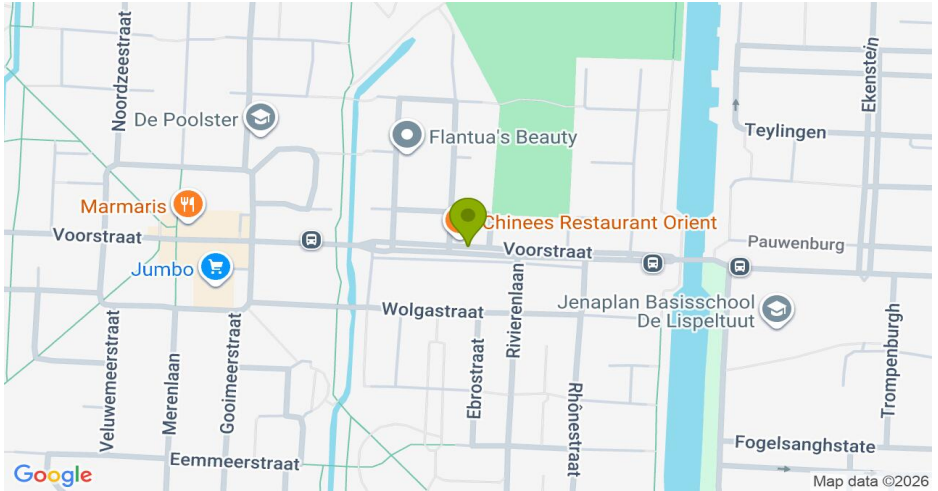 Noordzeestraat
De Poolster
Flantua's Beauty
Teylingen
Ekenstein
Marmaris
Chinees Restaurant Orient
Voorstraat
Voorstraat
Pauwenburg
Jumbo
Wolgastraat
Rivierenlaan
Jenaplan Basisschool
De Lispeltuut
Veluwemeerstraat
Merenlaan
Gooimeerstraat
Ebrostraat
Rhônestraat
Trompenburgh
Eemmeerstraat
Fogelsanghstate
Google
Map data ©2026